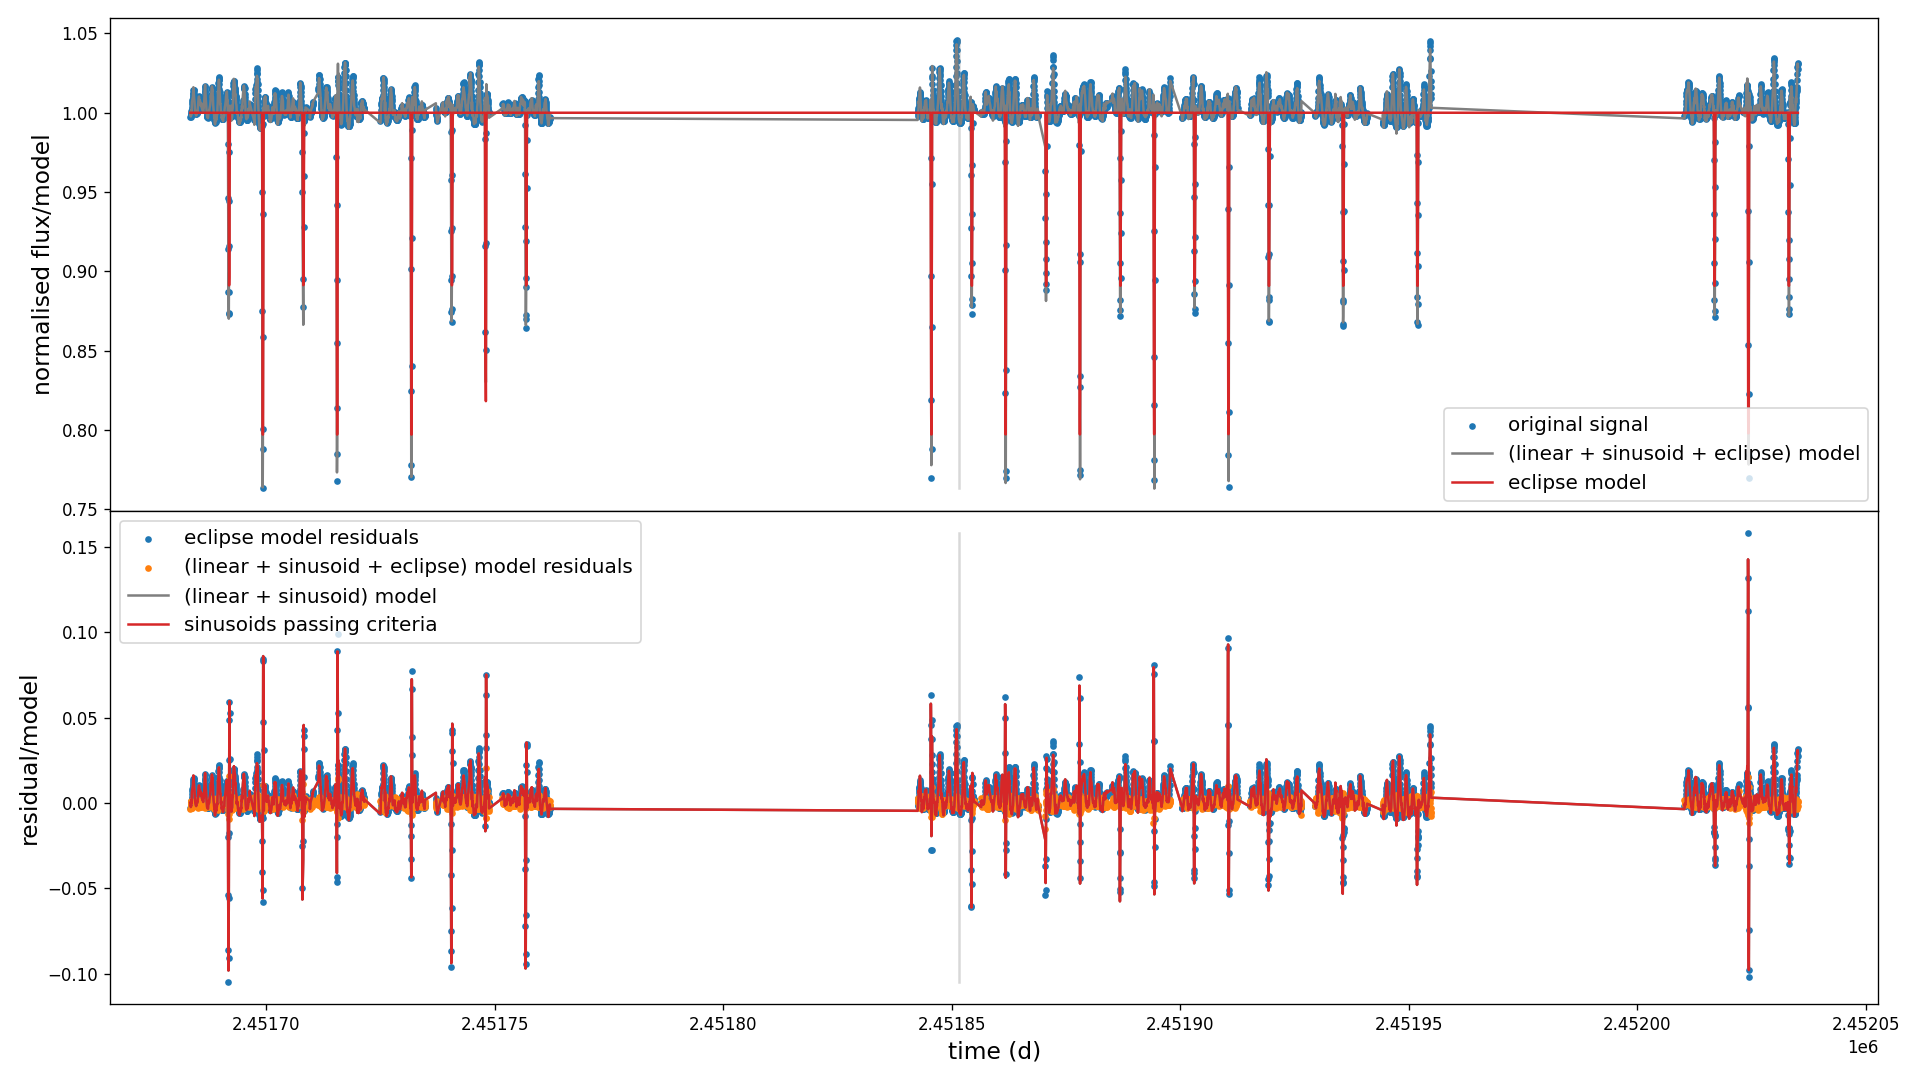 normalised flux/model
1.05
1.00
0.95
0.90
0.85
0.80
0.75
original signal
(linear + sinusoid + eclipse) model
eclipse model
residual/model
0.15
0.10
0.05
0.00
−0.05
−0.10
eclipse model residuals
(linear + sinusoid + eclipse) model residuals
(linear + sinusoid) model
sinusoids passing criteria
2.45170 2.45175 2.45180 2.45185 2.45190 2.45195 2.45200 2.45205
time (d)
1e6